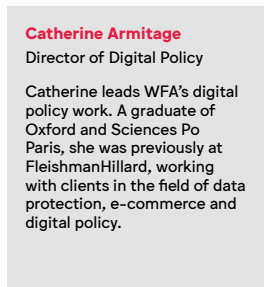 Catherine Armitage
Director of Digital Policy
Catherine leads WFA's digital
policy work. A graduate of
Oxford and Sciences Po
Paris, she was previously at
FleishmanHillard, working
with clients in the field of data
protection, e-commerce and
digital policy.